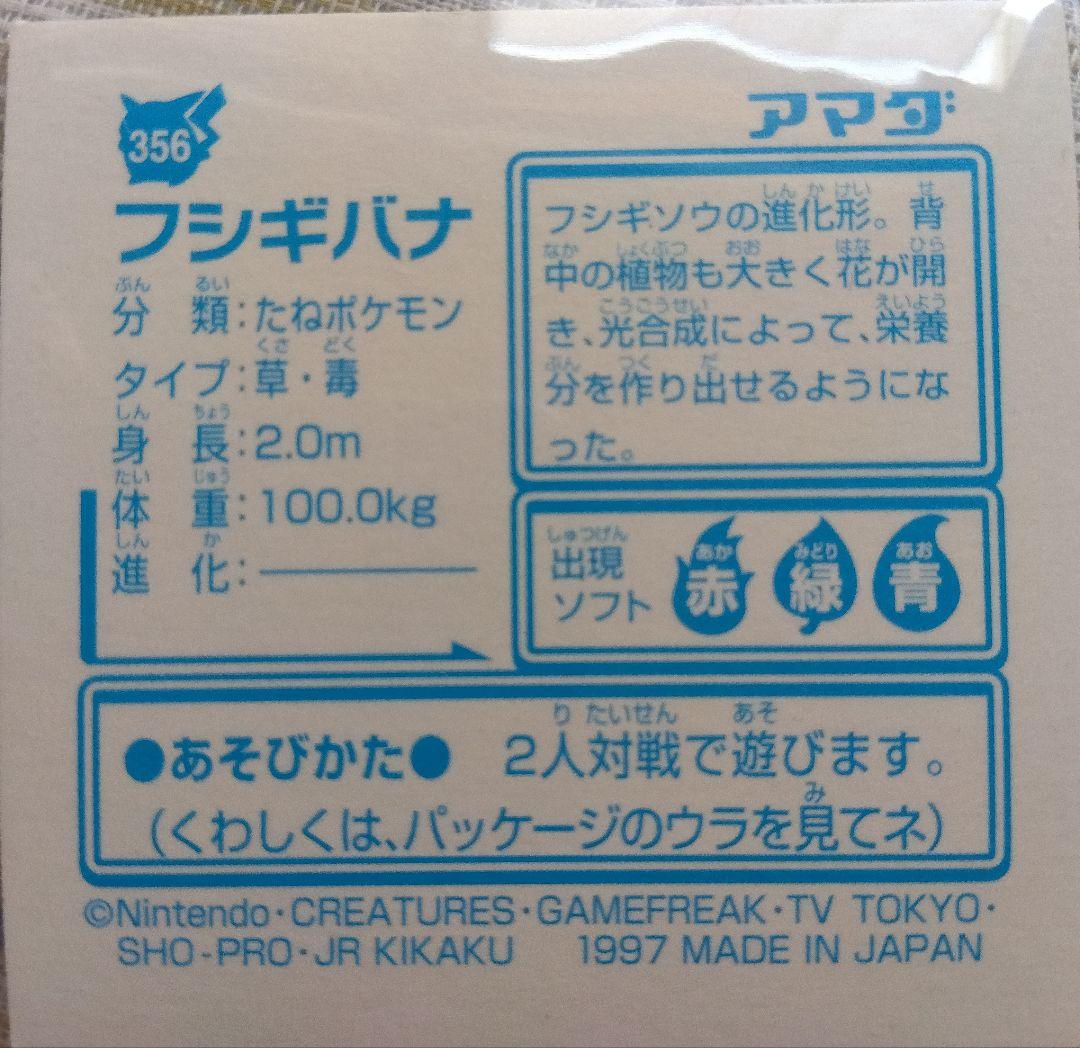 356
アマダ
フシギバナ
分類：たねポケモン
タイプ：草・毒
身長：2.0m
体重：100.0kg
進化：―
フシギソウの進化形。背
中の植物も大きく花が開
き、光合成によって、栄養
分を作り出せるようにな
った。
出現
ソフト
赤 緑 青
●あそびかた● 2人対戦で遊びます。
(くわしくは、パッケージのウラを見てネ)
©Nintendo・CREATURES・GAMEFREAK・TV TOKYO・
SHO-PRO・JR KIKAKU 1997 MADE IN JAPAN